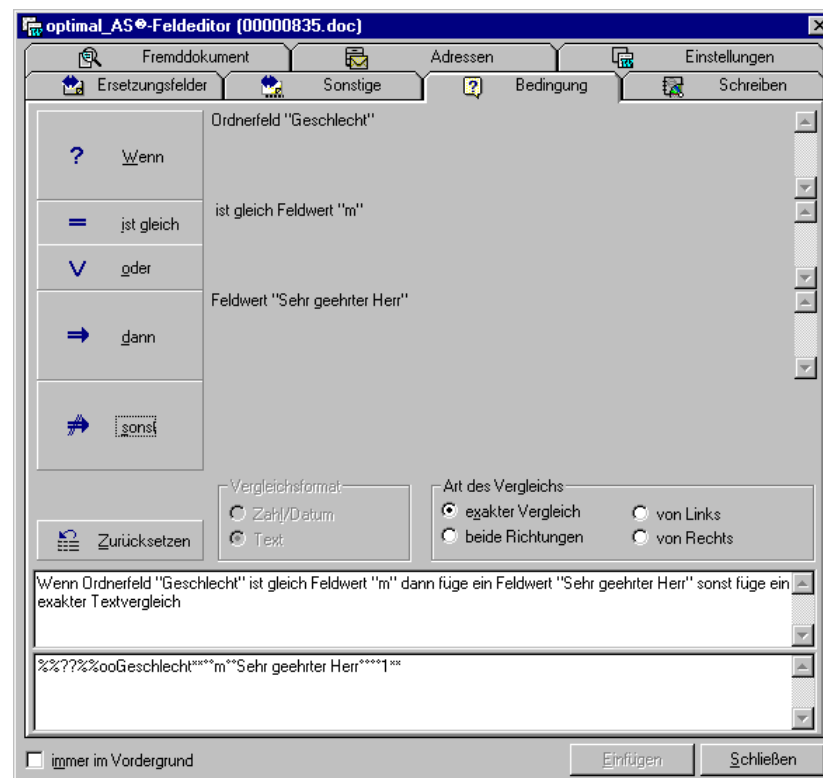 optimal_AS®-Feldeditor (00000835.doc)
Fremddokument Adressen Einstellungen
Ersetzungsfelder Sonstige Bedingung Schreiben
? Wenn
Ordnerfeld "Geschlecht"
= ist gleich
ist gleich Feldwert "m"
V oder
⇒ dann
Feldwert "Sehr geehrter Herr"
sonst
Vergleichsformat
Zahl/Datum
Text
Art des Vergleichs
exakter Vergleich von Links
beide Richtungen von Rechts
Zurücksetzen
Wenn Ordnerfeld "Geschlecht" ist gleich Feldwert "m" dann füge ein Feldwert "Sehr geehrter Herr" sonst füge ein
exakter Textvergleich
%%??%%ooGeschlecht**°°m**Sehr geehrter Herr****1**
immer im Vordergrund
Einfügen Schließen